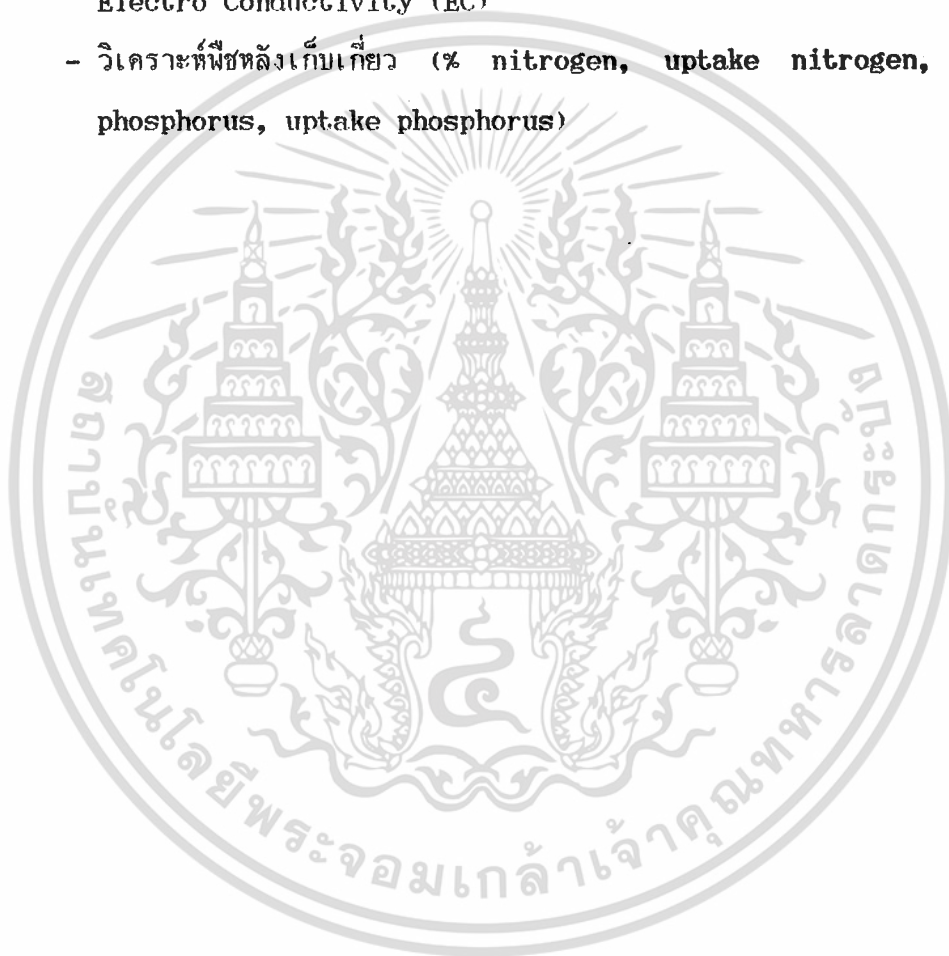 Electro Conductivity (EC)
- วิเคราะห์พืชหลังเก็บเกี่ยว (% nitrogen, uptake nitrogen,
phosphorus, uptake phosphorus)
สถาบันเทคโนโลยีพระจอมเกล้าเจ้าคุณทหารลาดกระบัง